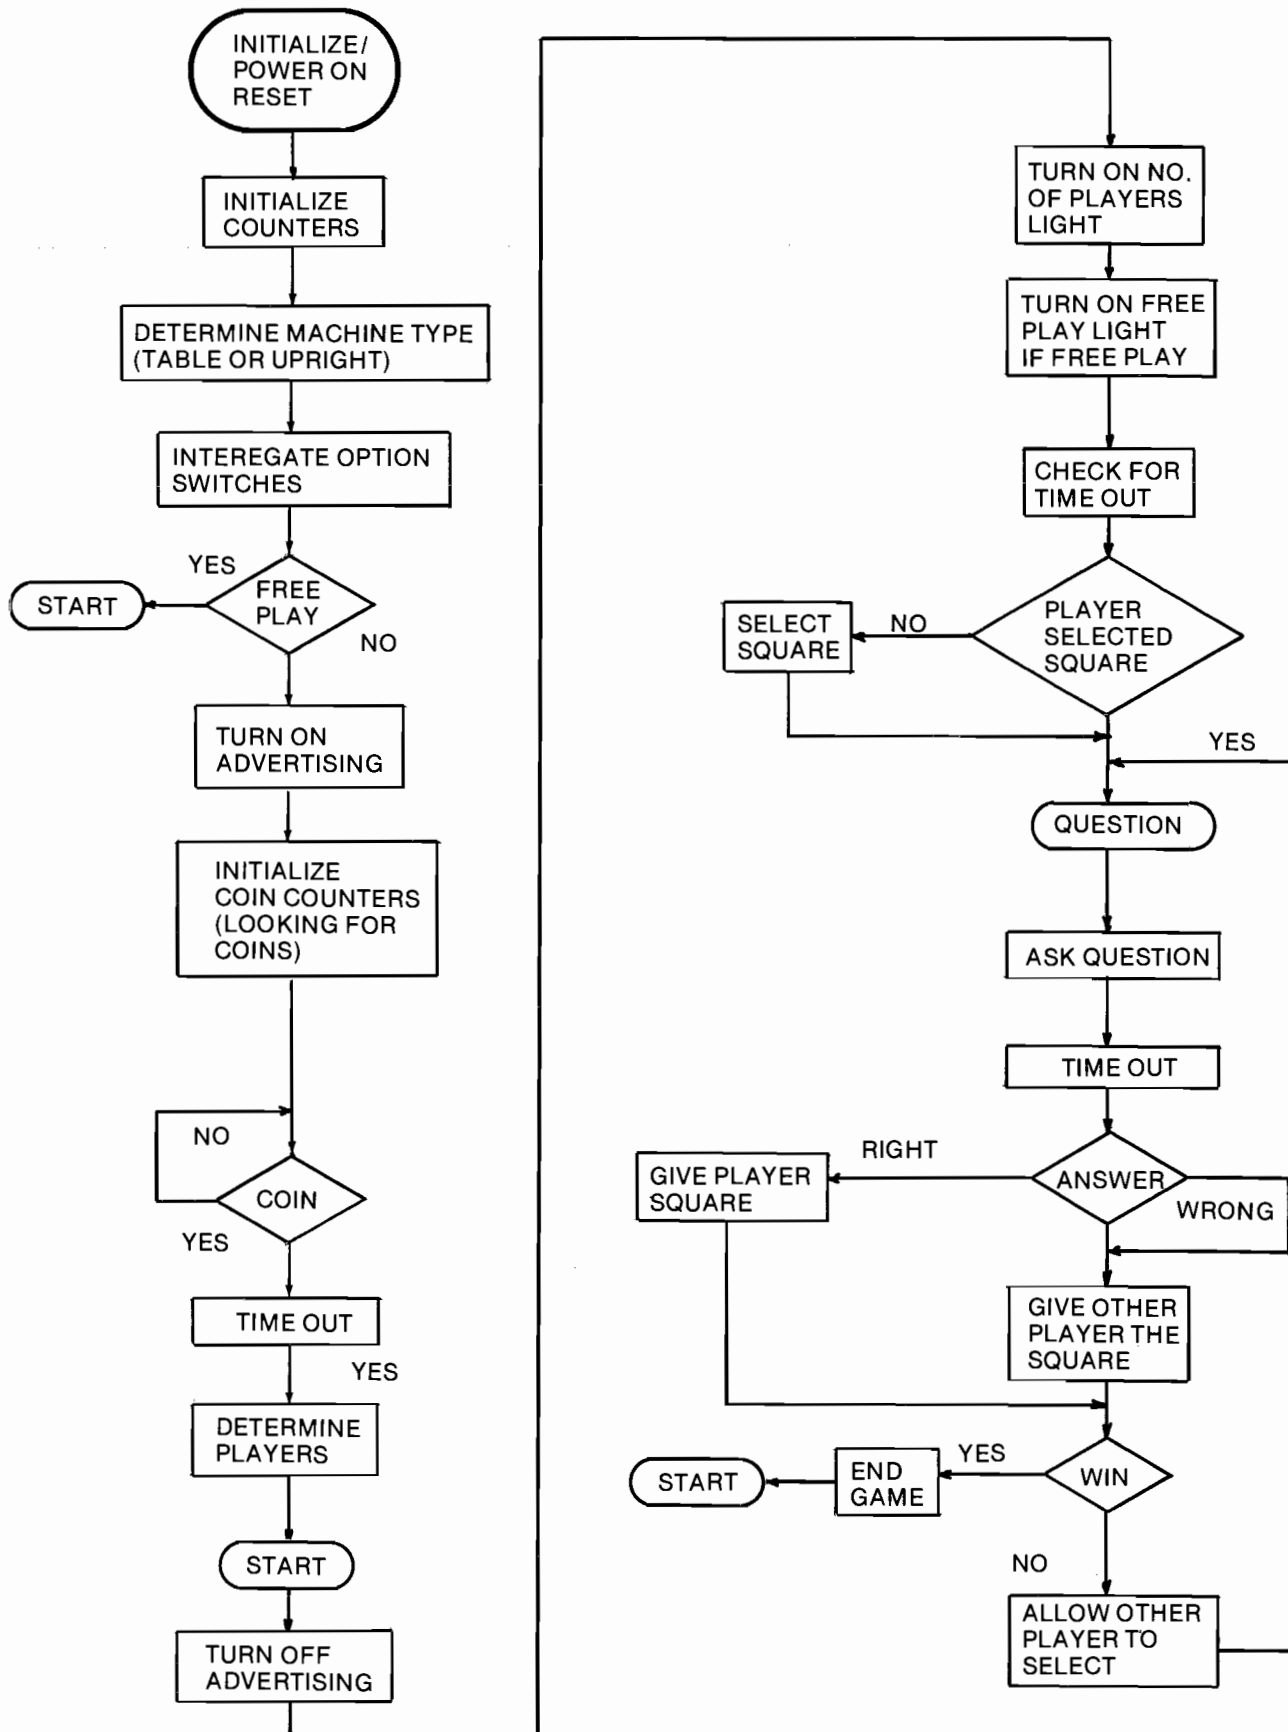 INITIALIZE/
POWER ON
RESET
INITIALIZE
COUNTERS
DETERMINE MACHINE TYPE
(TABLE OR UPRIGHT)
INTEREGATE OPTION
SWITCHES
YES
FREE
PLAY
START
NO
TURN ON
ADVERTISING
INITIALIZE
COIN COUNTERS
(LOOKING FOR
COINS)
NO
COIN
YES
TIME OUT
YES
DETERMINE
PLAYERS
START
TURN OFF
ADVERTISING
TURN ON NO.
OF PLAYERS
LIGHT
TURN ON FREE
PLAY LIGHT
IF FREE PLAY
CHECK FOR
TIME OUT
PLAYER
SELECTED
SQUARE
NO
SELECT
SQUARE
YES
QUESTION
ASK QUESTION
TIME OUT
ANSWER
RIGHT
GIVE PLAYER
SQUARE
WRONG
GIVE OTHER
PLAYER THE
SQUARE
WIN
YES
END
GAME
START
NO
ALLOW OTHER
PLAYER TO
SELECT